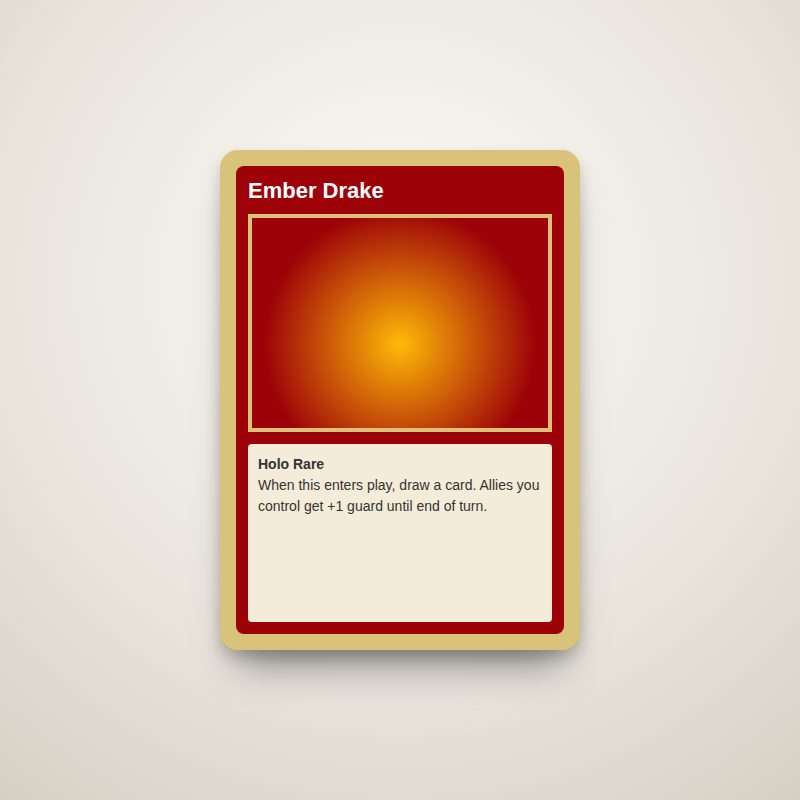 Ember Drake
Holo Rare
When this enters play, draw a card. Allies you
control get +1 guard until end of turn.